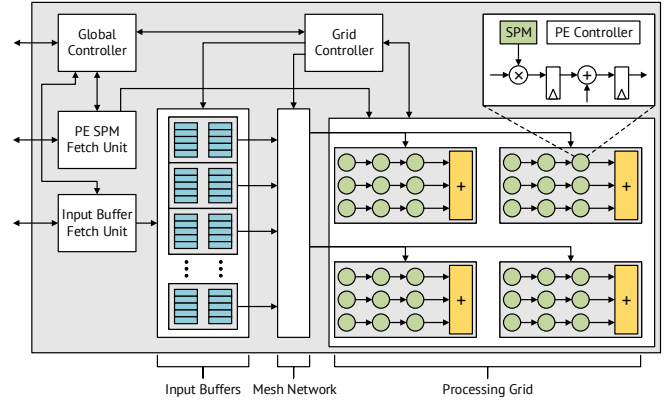 Global
Controller
Grid
Controller
SPM
PE Controller
×
+
PE SPM
Fetch Unit
Input Buffer
Fetch Unit
+
+
+
+
Input Buffers
Mesh Network
Processing Grid